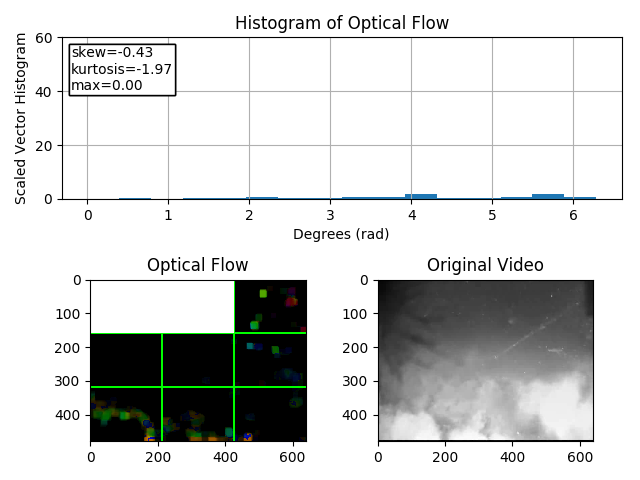 Histogram of Optical Flow
Scaled Vector Histogram
60
40
20
0
skew=-0.43
kurtosis=-1.97
max=0.00
0 1 2 3 4 5 6
Degrees (rad)
Optical Flow
0
100
200
300
400
0 200 400 600
Original Video
0
100
200
300
400
0 200 400 600